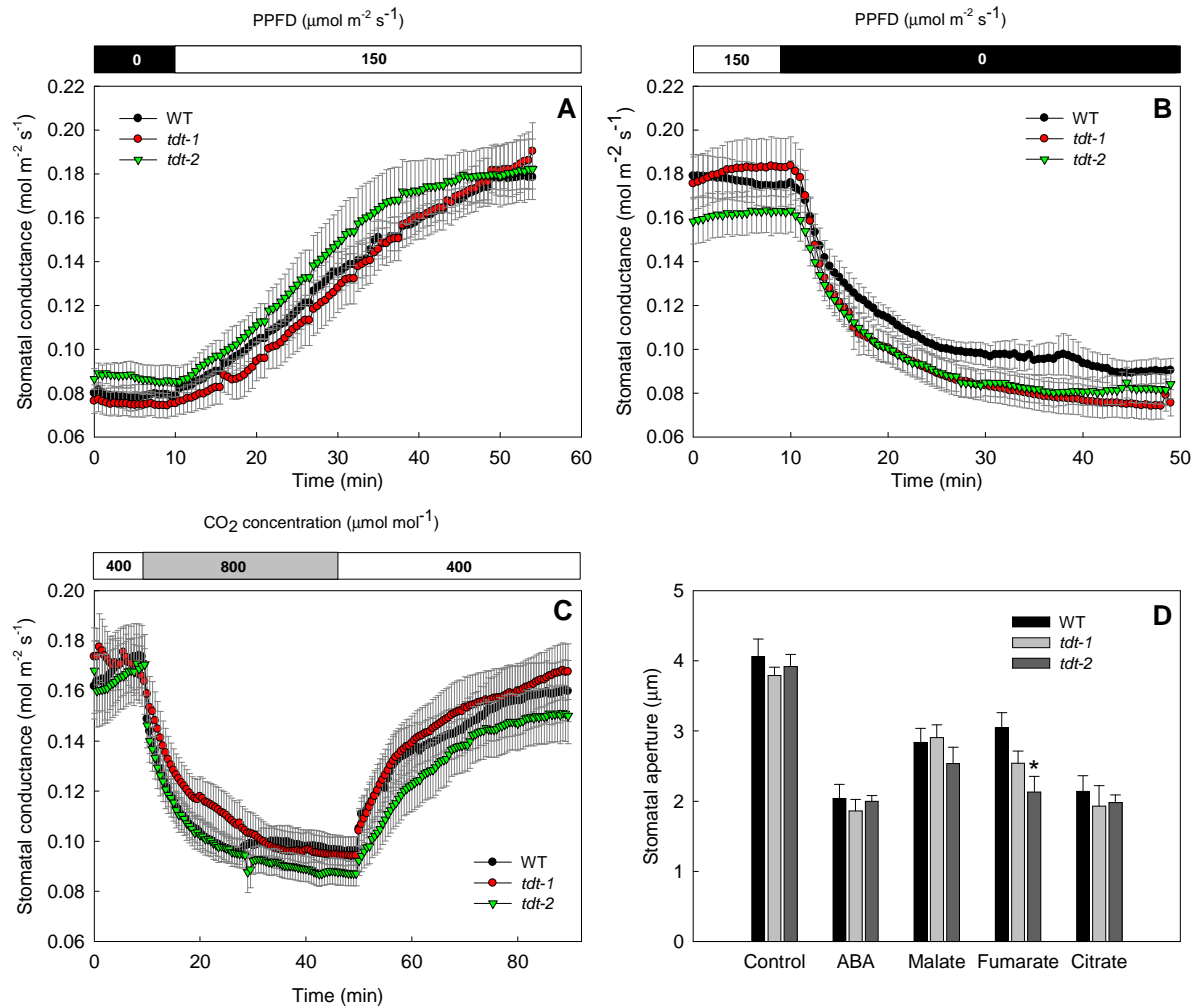 PPFD (μmol m-2 s-1)
0 150
A
WT
tdt-1
tdt-2
Stomatal conductance (mol m-2 s-1)
0.22
0.20
0.18
0.16
0.14
0.12
0.10
0.08
0.06
0 10 20 30 40 50 60
Time (min)
PPFD (μmol m-2 s-1)
150 0
B
WT
tdt-1
tdt-2
Stomatal conductance (mol m-2 s-1)
0.22
0.20
0.18
0.16
0.14
0.12
0.10
0.08
0.06
0 10 20 30 40 50
Time (min)
CO2 concentration (μmol mol-1)
400 800 400
C
Stomatal conductance (mol m-2 s-1)
0.20
0.18
0.16
0.14
0.12
0.10
0.08
0.06
WT
tdt-1
tdt-2
0 20 40 60 80
Time (min)
D
WT
tdt-1
tdt-2
Stomatal aperture (μm)
5
4
3
2
1
0
*
Control ABA Malate Fumarate Citrate